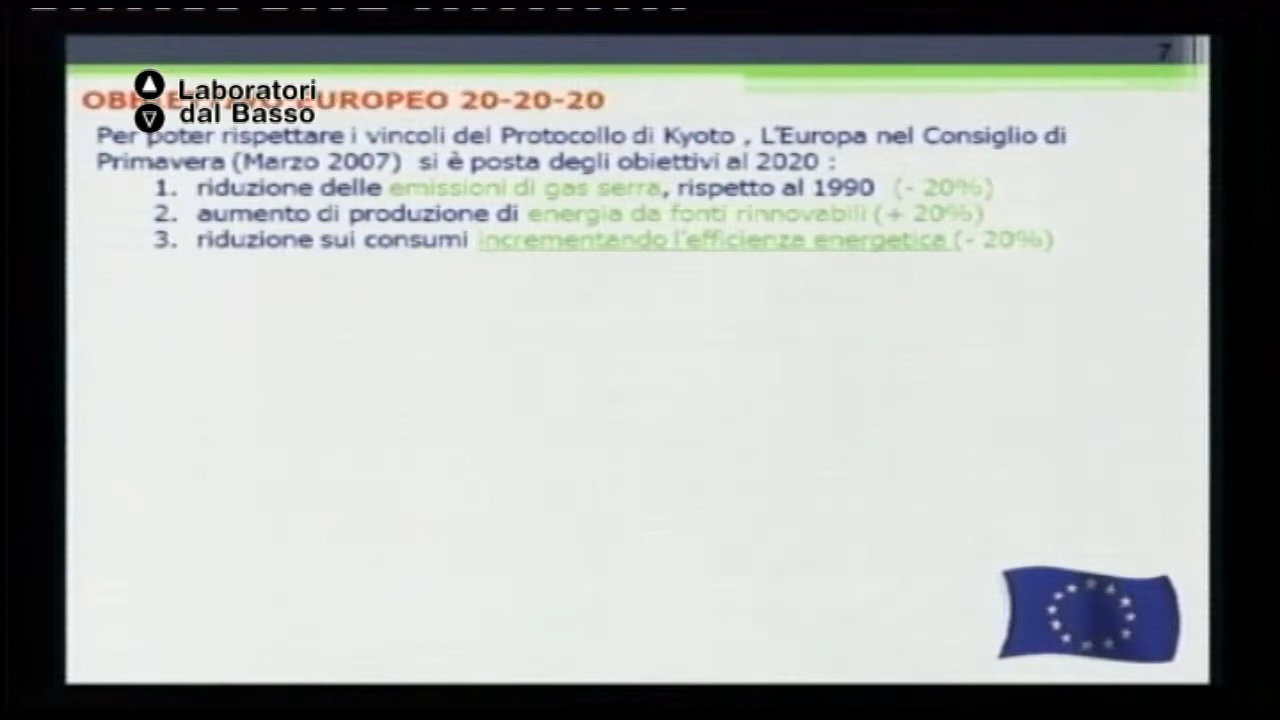 7
Laboratori
dal Basso
EUROPEO 20-20-20
Per poter rispettare i vincoli del Protocollo di Kyoto , L'Europa nel Consiglio di
Primavera (Marzo 2007) si è posta degli obiettivi al 2020 :
1. riduzione delle emissioni di gas serra, rispetto al 1990 (- 20%)
2. aumento di produzione di energia da fonti rinnovabili (+ 20%)
3. riduzione sui consumi incrementando l'efficienza energetica (- 20%)